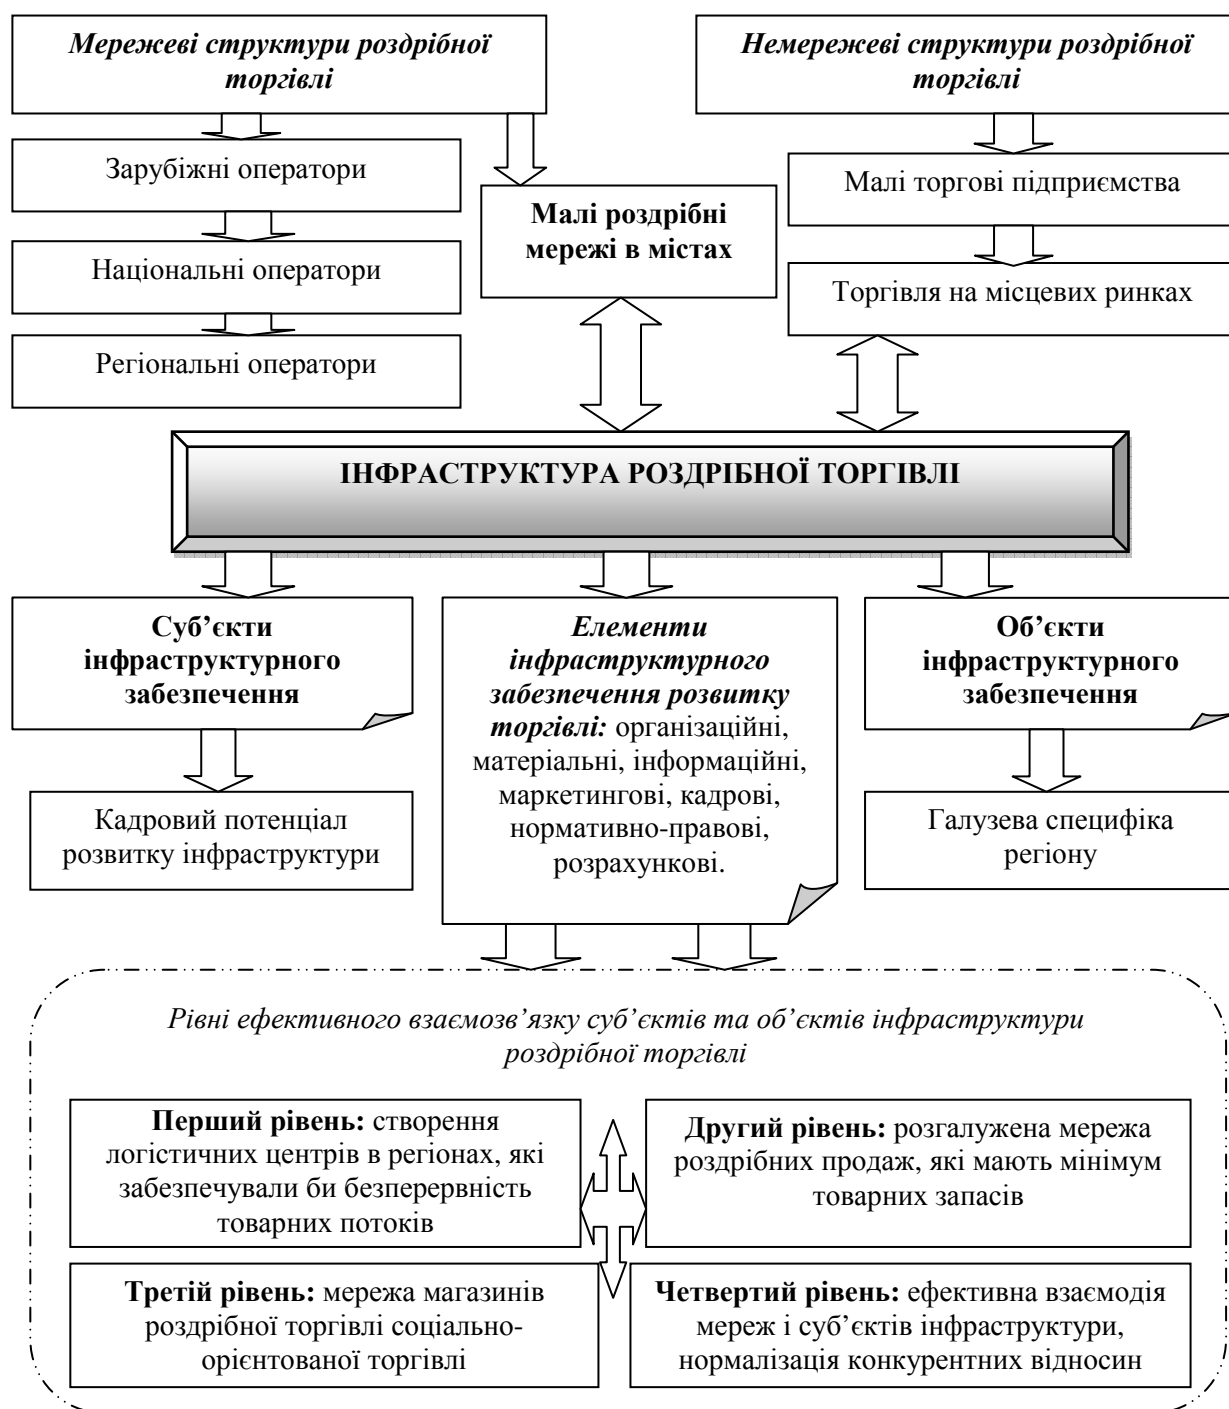 Мережеві структури роздрібної
торгівлі
Немережеві структури роздрібної
торгівлі
Зарубіжні оператори
Національні оператори
Регіональні оператори
Малі роздрібні
мережі в містах
Малі торгові підприємства
Торгівля на місцевих ринках
ІНФРАСТРУКТУРА РОЗДРІБНОЇ ТОРГІВЛІ
Суб’єкти
інфраструктурного
забезпечення
Кадровий потенціал
розвитку інфраструктури
Елементи
інфраструктурного
забезпечення розвитку
торгівлі: організаційні,
матеріальні, інформаційні,
маркетингові, кадрові,
нормативно-правові,
розрахункові.
Об’єкти
інфраструктурного
забезпечення
Галузева специфіка
регіону
Рівні ефективного взаємозв’язку суб’єктів та об’єктів інфраструктури
роздрібної торгівлі
Перший рівень: створення
логістичних центрів в регіонах, які
забезпечували би безперервність
товарних потоків
Другий рівень: розгалужена мережа
роздрібних продаж, які мають мінімум
товарних запасів
Третій рівень: мережа магазинів
роздрібної торгівлі соціально-
орієнтованої торгівлі
Четвертий рівень: ефективна взаємодія
мереж і суб’єктів інфраструктури,
нормалізація конкурентних відносин